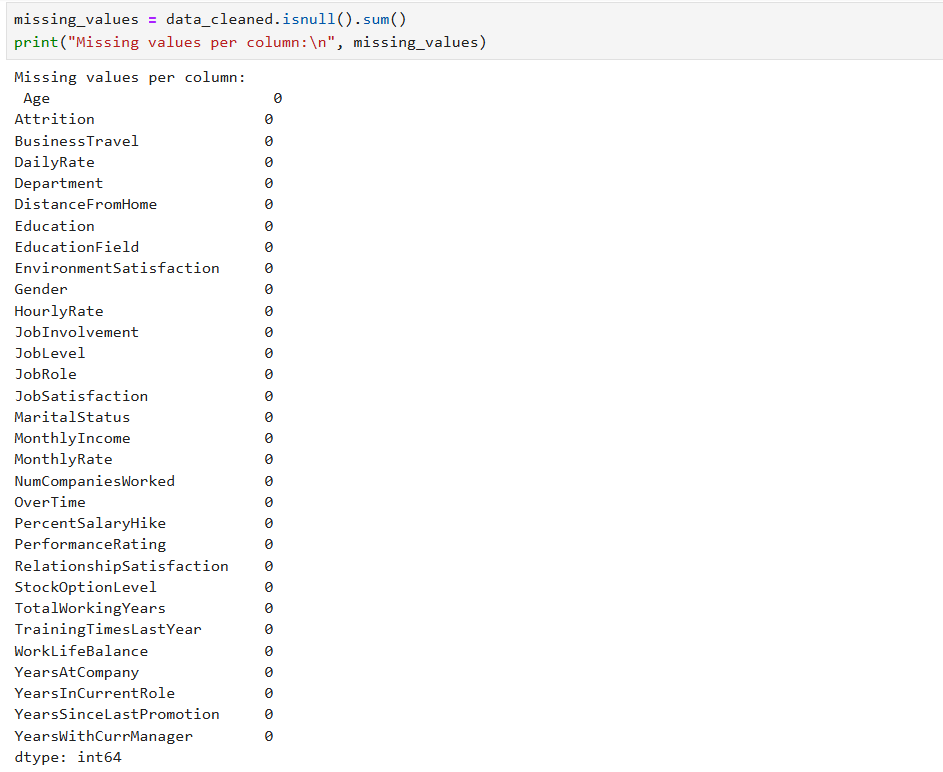 missing_values = data_cleaned.isnull().sum()
print("Missing values per column:\n", missing_values)
Missing values per column:
 Age                         0
Attrition                   0
BusinessTravel              0
DailyRate                   0
Department                  0
DistanceFromHome            0
Education                   0
EducationField              0
EnvironmentSatisfaction     0
Gender                      0
HourlyRate                  0
JobInvolvement              0
JobLevel                    0
JobRole                     0
JobSatisfaction             0
MaritalStatus               0
MonthlyIncome               0
MonthlyRate                 0
NumCompaniesWorked          0
OverTime                    0
PercentSalaryHike           0
PerformanceRating           0
RelationshipSatisfaction    0
StockOptionLevel            0
TotalWorkingYears           0
TrainingTimesLastYear       0
WorkLifeBalance             0
YearsAtCompany              0
YearsInCurrentRole          0
YearsSinceLastPromotion     0
YearsWithCurrManager        0
dtype: int64